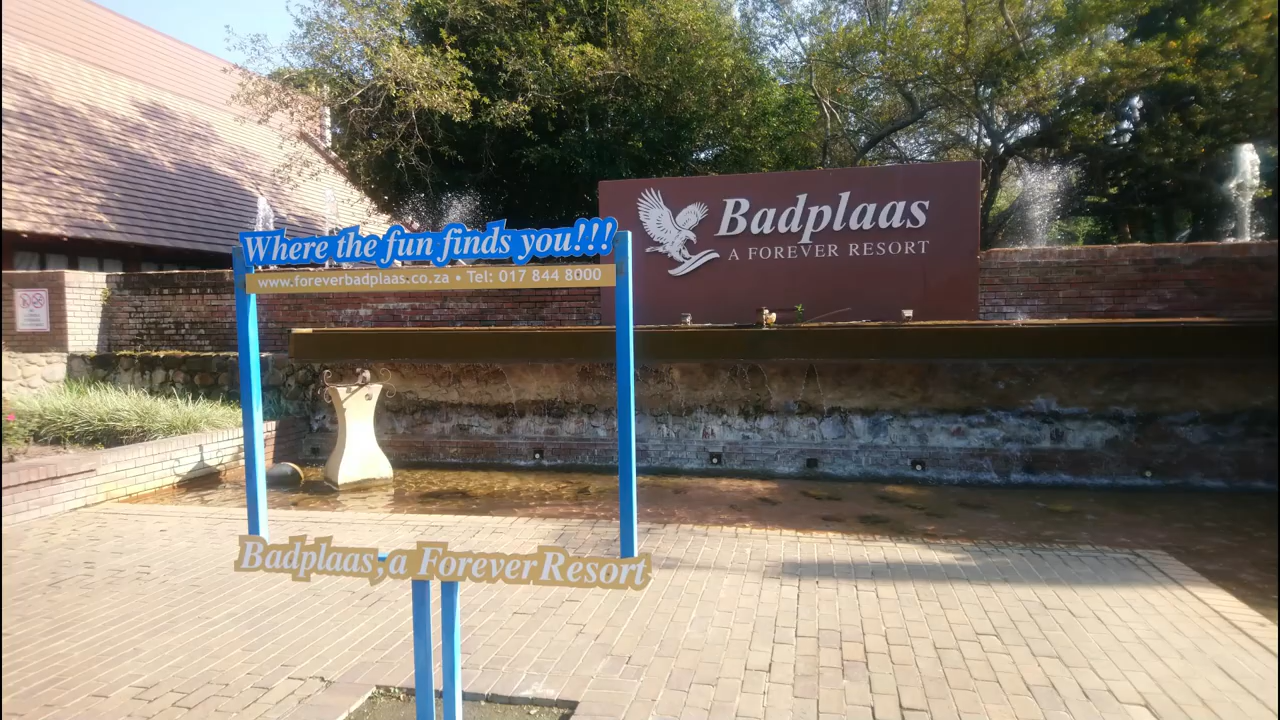 Where the fun finds you!!!
www.foreverbadplaas.co.za • Tel: 017 844 8000
Badplaas
A FOREVER RESORT
Badplaas, a Forever Resort